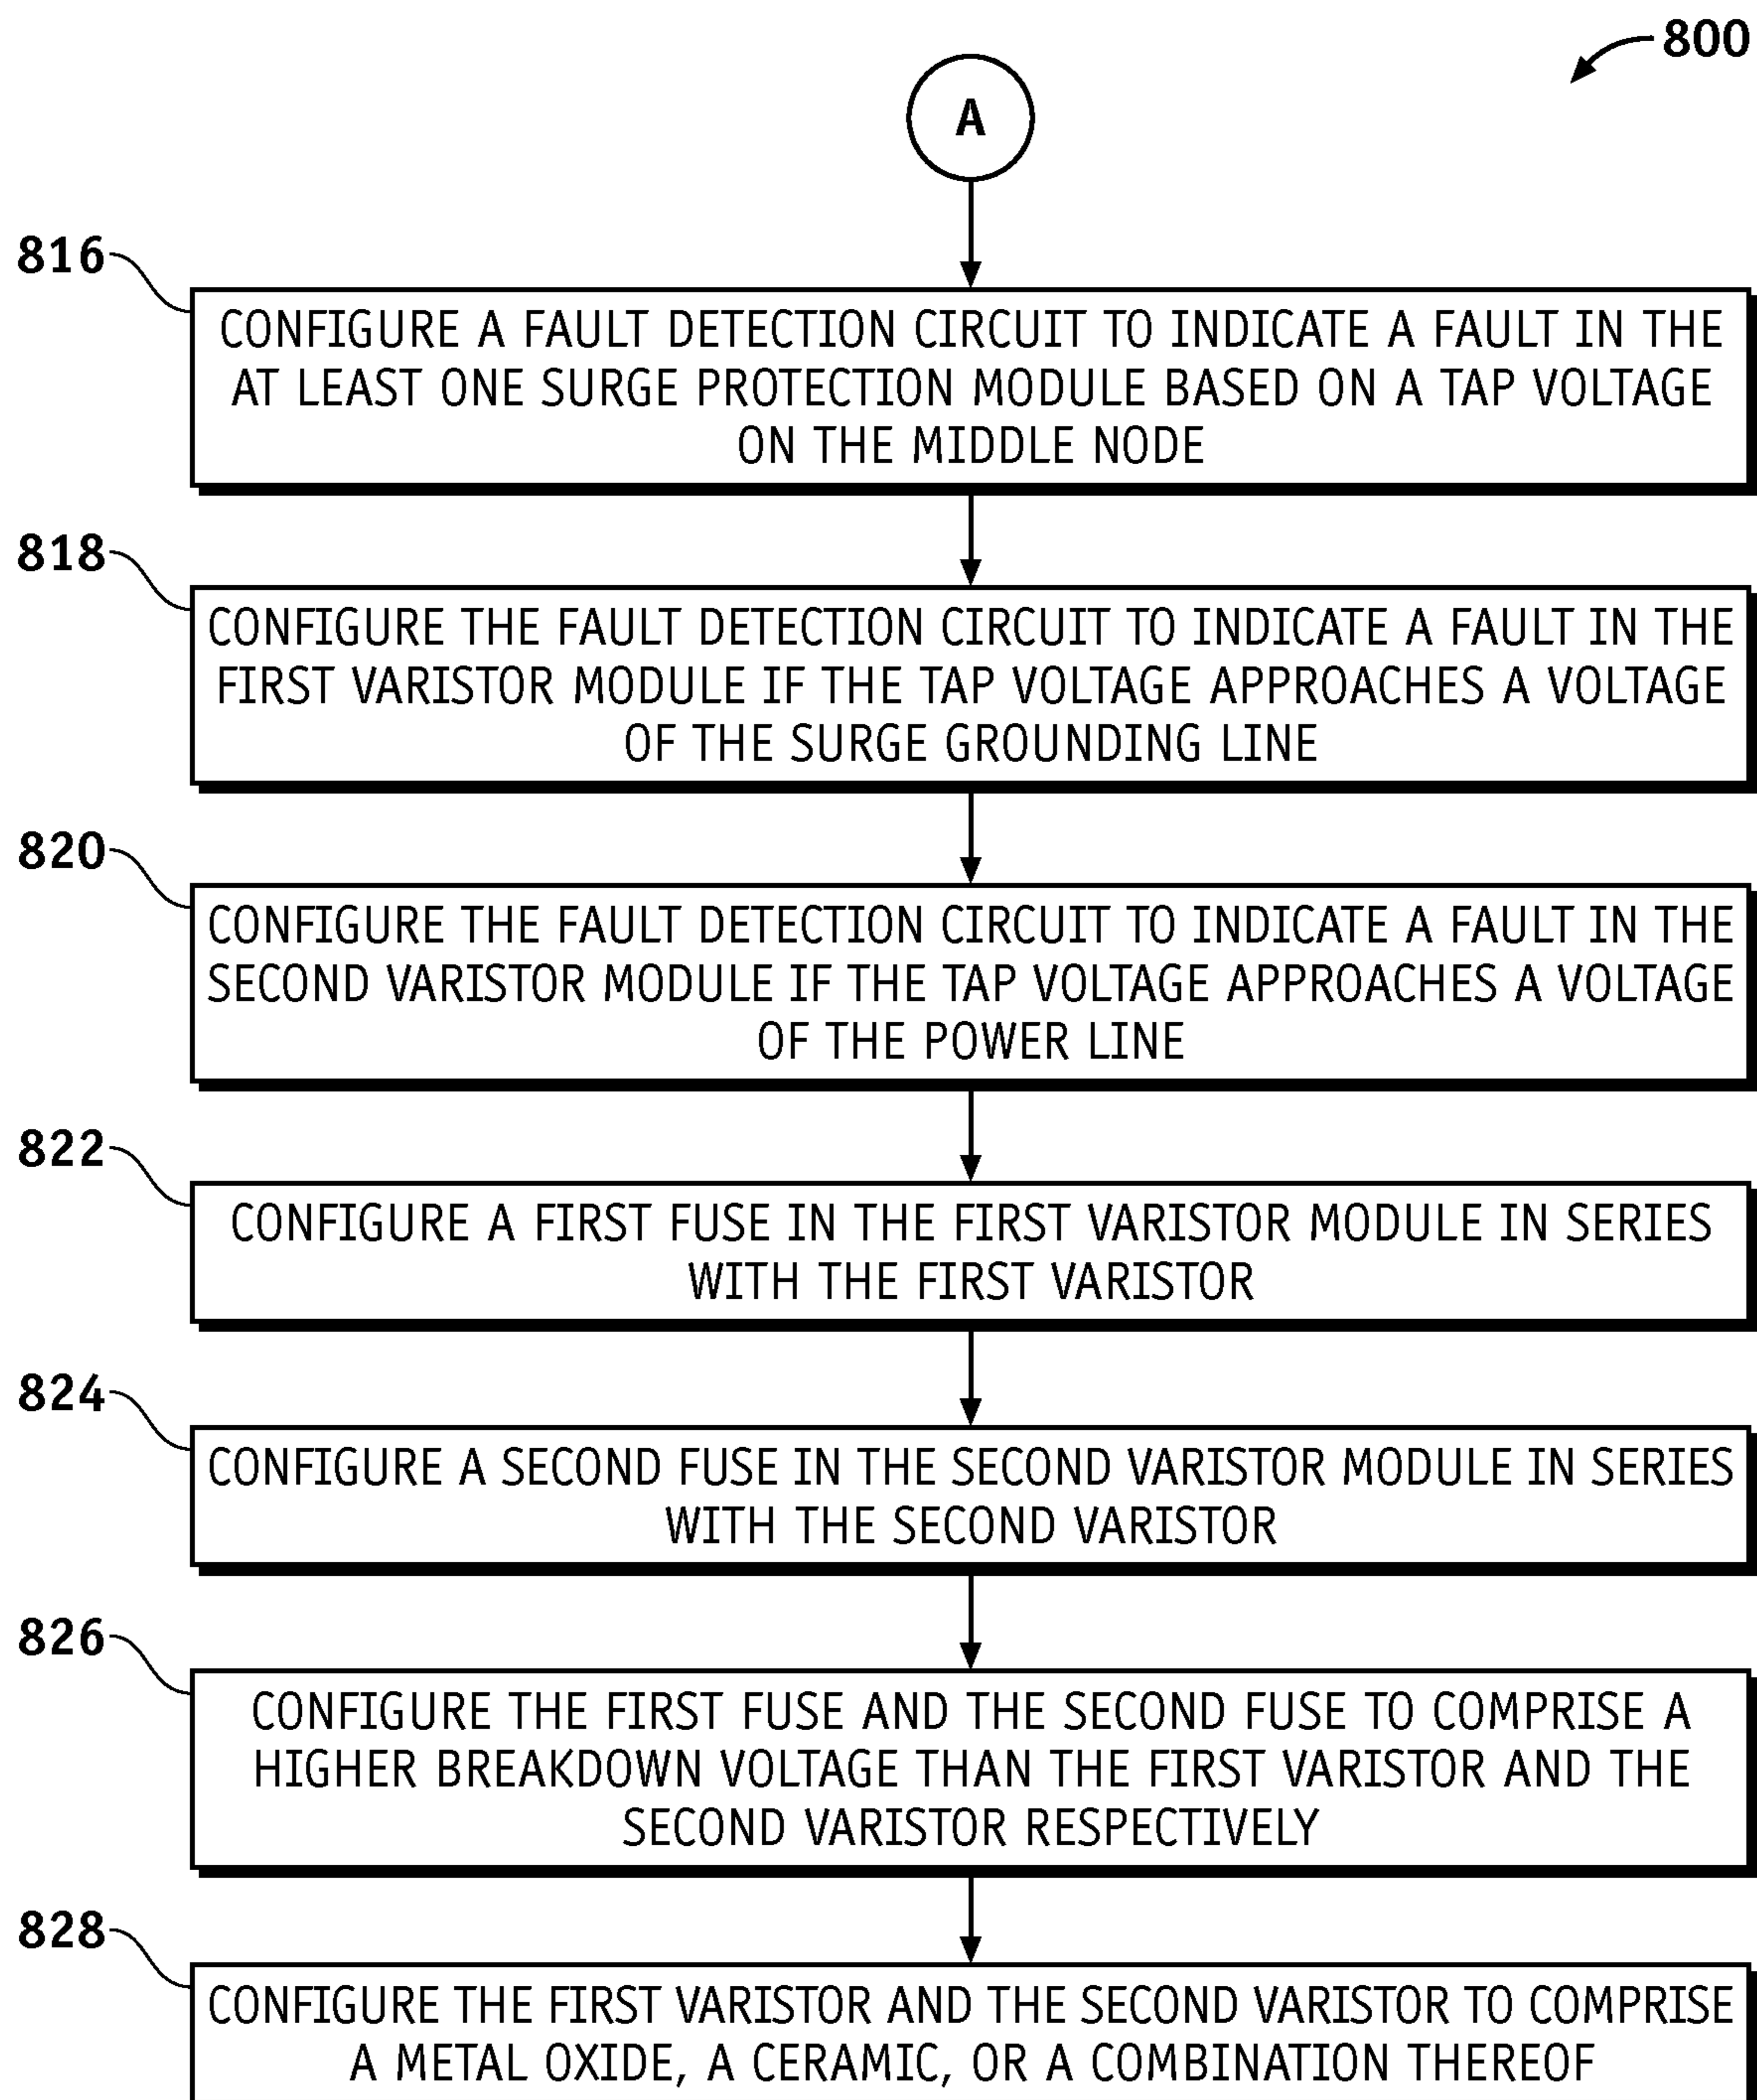 800
A
816
CONFIGURE A FAULT DETECTION CIRCUIT TO INDICATE A FAULT IN THE
AT LEAST ONE SURGE PROTECTION MODULE BASED ON A TAP VOLTAGE
ON THE MIDDLE NODE
818
CONFIGURE THE FAULT DETECTION CIRCUIT TO INDICATE A FAULT IN THE
FIRST VARISTOR MODULE IF THE TAP VOLTAGE APPROACHES A VOLTAGE
OF THE SURGE GROUNDING LINE
820
CONFIGURE THE FAULT DETECTION CIRCUIT TO INDICATE A FAULT IN THE
SECOND VARISTOR MODULE IF THE TAP VOLTAGE APPROACHES A VOLTAGE
OF THE POWER LINE
822
CONFIGURE A FIRST FUSE IN THE FIRST VARISTOR MODULE IN SERIES
WITH THE FIRST VARISTOR
824
CONFIGURE A SECOND FUSE IN THE SECOND VARISTOR MODULE IN SERIES
WITH THE SECOND VARISTOR
826
CONFIGURE THE FIRST FUSE AND THE SECOND FUSE TO COMPRISE A
HIGHER BREAKDOWN VOLTAGE THAN THE FIRST VARISTOR AND THE
SECOND VARISTOR RESPECTIVELY
828
CONFIGURE THE FIRST VARISTOR AND THE SECOND VARISTOR TO COMPRISE
A METAL OXIDE, A CERAMIC, OR A COMBINATION THEREOF